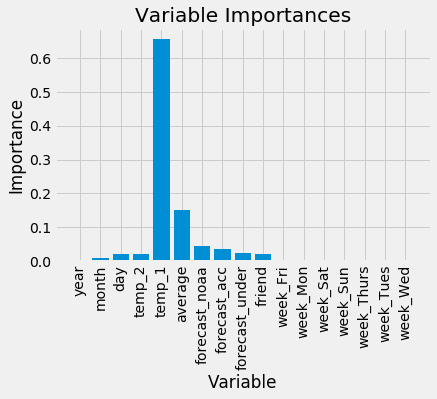 Variable Importances
Importance
0.6
0.5
0.4
0.3
0.2
0.1
0.0
year
month
day
temp_2
temp_1
average
forecast_noaa
forecast_acc
forecast_under
friend
week_Fri
week_Mon
week_Sat
week_Sun
week_Thurs
week_Tues
week_Wed
Variable